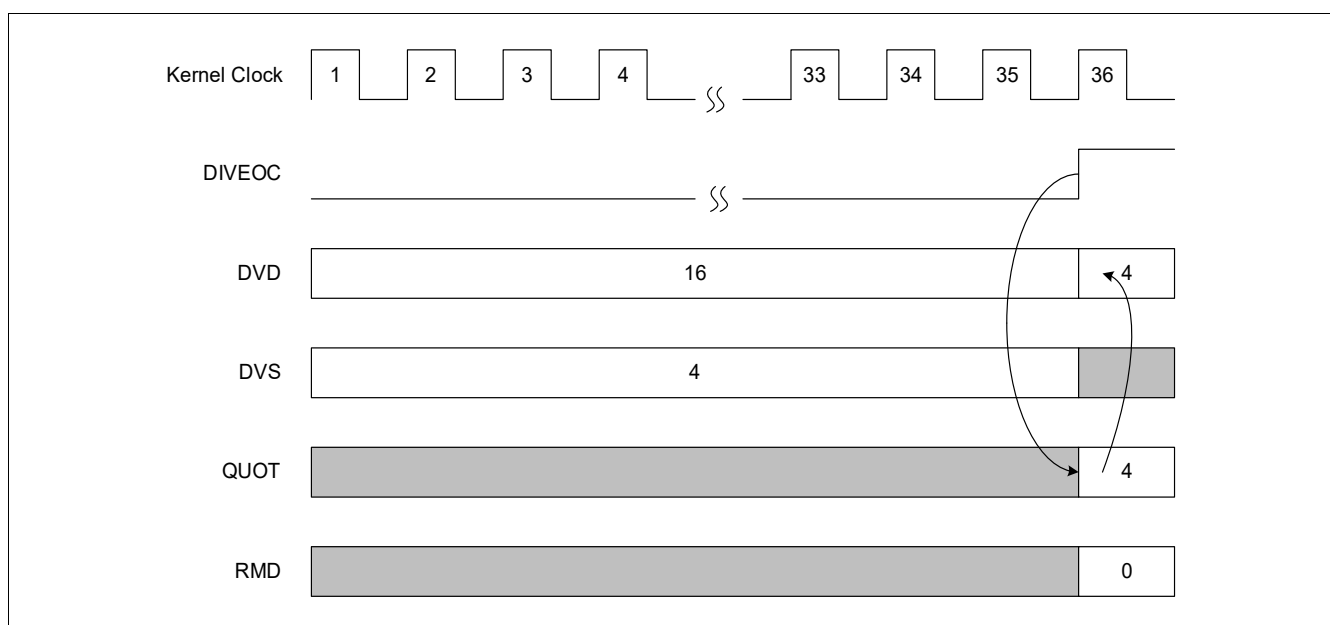 Kernel Clock 1 2 3 4 33 34 35 36
DIVEOC
DVD 16 4
DVS 4
QUOT 4
RMD 0